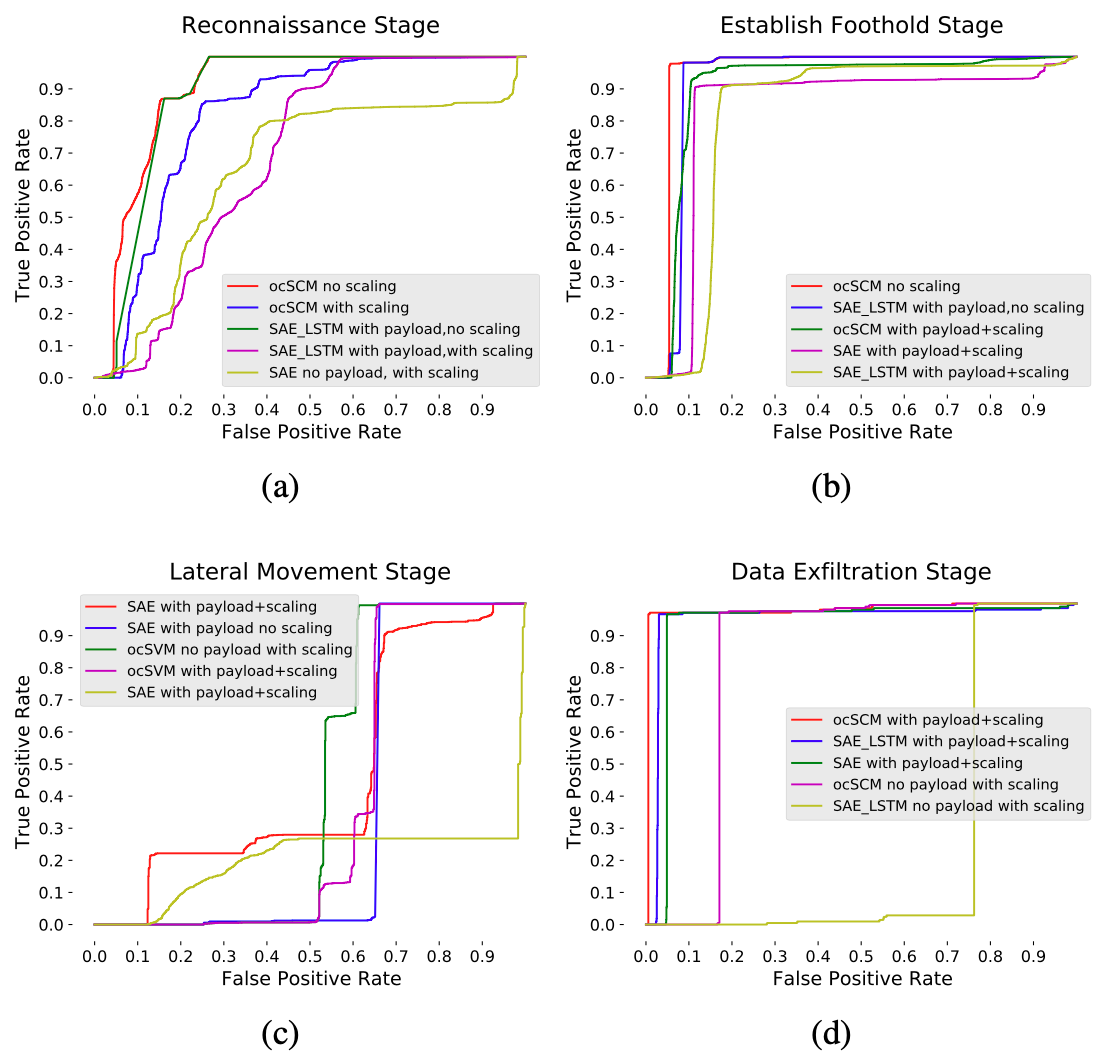 Reconnaissance Stage
True Positive Rate
0.9
0.8
0.7
0.6
0.5
0.4
0.3
0.2
0.1
0.0
ocSCM no scaling
ocSCM with scaling
SAE_LSTM with payload,no scaling
SAE_LSTM with payload,with scaling
SAE no payload, with scaling
0.0 0.1 0.2 0.3 0.4 0.5 0.6 0.7 0.8 0.9
False Positive Rate
(a)
Establish Foothold Stage
True Positive Rate
0.9
0.8
0.7
0.6
0.5
0.4
0.3
0.2
0.1
0.0
ocSCM no scaling
SAE_LSTM with payload,no scaling
ocSCM with payload+scaling
SAE with payload+scaling
SAE_LSTM with payload+scaling
0.0 0.1 0.2 0.3 0.4 0.5 0.6 0.7 0.8 0.9
False Positive Rate
(b)
Lateral Movement Stage
True Positive Rate
0.9
0.8
0.7
0.6
0.5
0.4
0.3
0.2
0.1
0.0
SAE with payload+scaling
SAE with payload no scaling
ocSVM no payload with scaling
ocSVM with payload+scaling
SAE with payload+scaling
0.0 0.1 0.2 0.3 0.4 0.5 0.6 0.7 0.8 0.9
False Positive Rate
(c)
Data Exfiltration Stage
True Positive Rate
0.9
0.8
0.7
0.6
0.5
0.4
0.3
0.2
0.1
0.0
ocSCM with payload+scaling
SAE_LSTM with payload+scaling
SAE with payload+scaling
ocSCM no payload with scaling
SAE_LSTM no payload with scaling
0.0 0.1 0.2 0.3 0.4 0.5 0.6 0.7 0.8 0.9
False Positive Rate
(d)